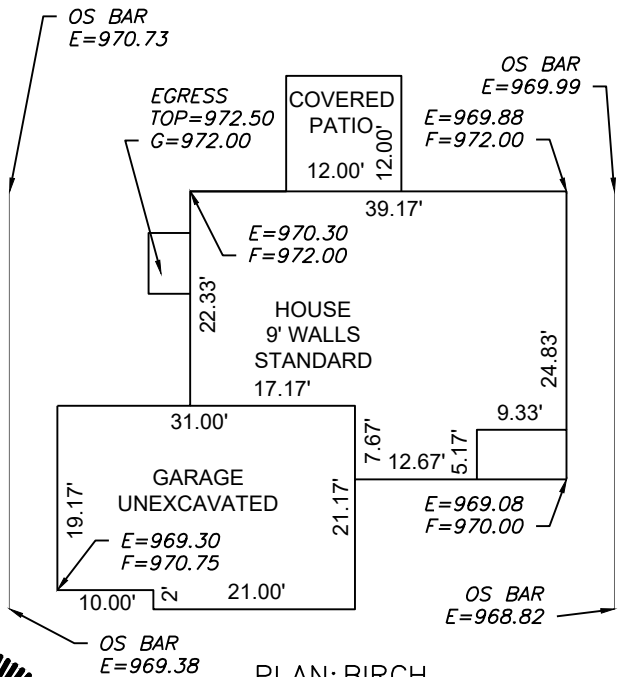 OS BAR
E=970.73
OS BAR
E=969.99
EGRESS
TOP=972.50
G=972.00
COVERED
PATIO
12.00'
12.00'
E=969.88
F=972.00
39.17'
E=970.30
F=972.00
22.33'
HOUSE
9' WALLS
STANDARD
17.17'
24.83'
31.00'
9.33'
7.67'
12.67'
5.17'
GARAGE
UNEXCAVATED
19.17'
21.17'
E=969.30
F=970.75
E=969.08
F=970.00
10.00'
2'
21.00'
OS BAR
E=968.82
OS BAR
E=969.38
PLAN: BIRCH